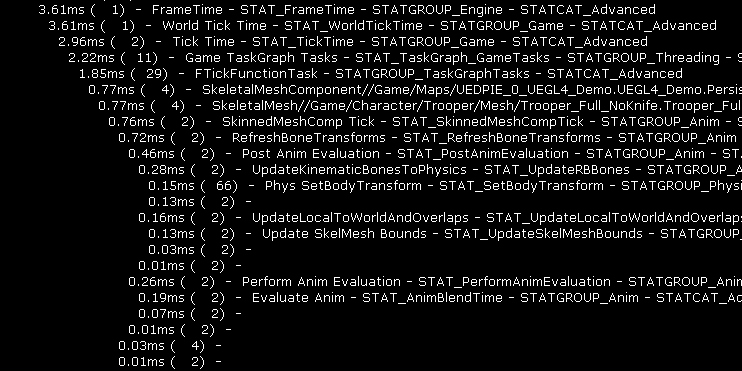 3.61ms (   1)  -  FrameTime - STAT_FrameTime - STATGROUP_Engine - STATCAT_Advanced
3.61ms (   1)  -  World Tick Time - STAT_WorldTickTime - STATGROUP_Game - STATCAT_Advanced
2.96ms (   2)  -  Tick Time - STAT_TickTime - STATGROUP_Game - STATCAT_Advanced
2.22ms (  11)  -  Game TaskGraph Tasks - STAT_TaskGraph_GameTasks - STATGROUP_Threading - S
1.85ms (  29)  -  FTickFunctionTask - STATGROUP_TaskGraphTasks - STATCAT_Advanced
0.77ms (   4)  -  SkeletalMeshComponent//Game/Maps/UEDPIE_0_UEGL4_Demo.UEGL4_Demo.Persis
0.77ms (   4)  -  SkeletalMesh//Game/Character/Trooper/Mesh/Trooper_Full_NoKnife.Trooper_Ful
0.76ms (   2)  -  SkinnedMeshComp Tick - STAT_SkinnedMeshCompTick - STATGROUP_Anim -
0.72ms (   2)  -  RefreshBoneTransforms - STAT_RefreshBoneTransforms - STATGROUP_Anim
0.46ms (   2)  -  Post Anim Evaluation - STAT_PostAnimEvaluation - STATGROUP_Anim - STA
0.28ms (   2)  -  UpdateKinematicBonesToPhysics - STAT_UpdateRBBones - STATGROUP_A
0.15ms (  66)  -  Phys SetBodyTransform - STAT_SetBodyTransform - STATGROUP_Physi
0.13ms (   2)  -
0.16ms (   2)  -  UpdateLocalToWorldAndOverlaps - STAT_UpdateLocalToWorldAndOverlaps
0.13ms (   2)  -  Update SkelMesh Bounds - STAT_UpdateSkelMeshBounds - STATGROUP_
0.03ms (   2)  -
0.01ms (   2)  -
0.26ms (   2)  -  Perform Anim Evaluation - STAT_PerformAnimEvaluation - STATGROUP_Anim
0.19ms (   2)  -  Evaluate Anim - STAT_AnimBlendTime - STATGROUP_Anim - STATCAT_Ad
0.07ms (   2)  -
0.01ms (   2)  -
0.03ms (   4)  -
0.01ms (   2)  -